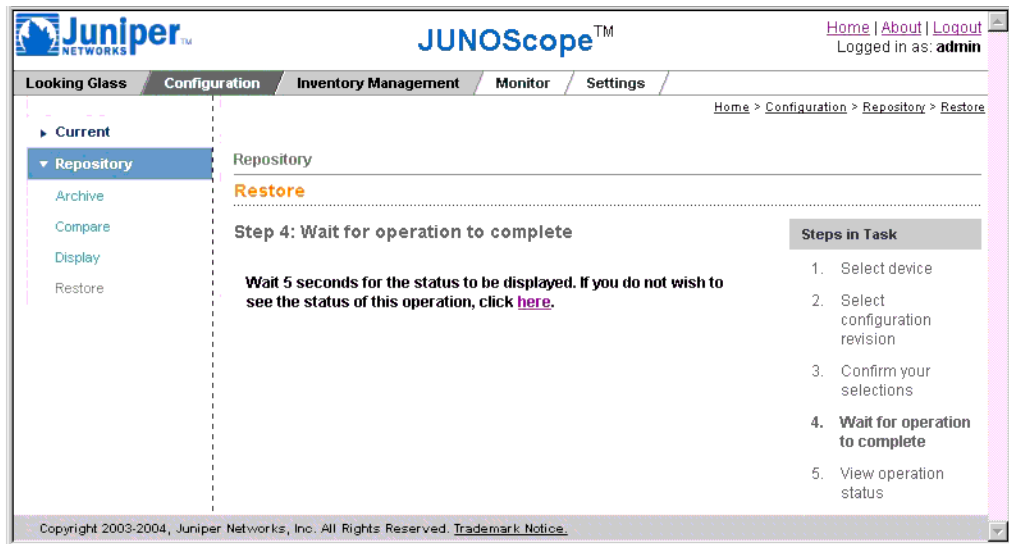 Juniper TM
NETWORKS
JUNOScope™
Home | About | Logout
Logged in as: admin
Looking Glass
Configuration
Inventory Management
Monitor
Settings
Home > Configuration > Repository > Restore
Current
Repository
Archive
Compare
Display
Restore
Repository
Restore
Step 4: Wait for operation to complete
Wait 5 seconds for the status to be displayed. If you do not wish to
see the status of this operation, click here.
Steps in Task
1. Select device
2. Select
configuration
revision
3. Confirm your
selections
4. Wait for operation
to complete
5. View operation
status
Copyright 2003-2004, Juniper Networks, Inc. All Rights Reserved. Trademark Notice.